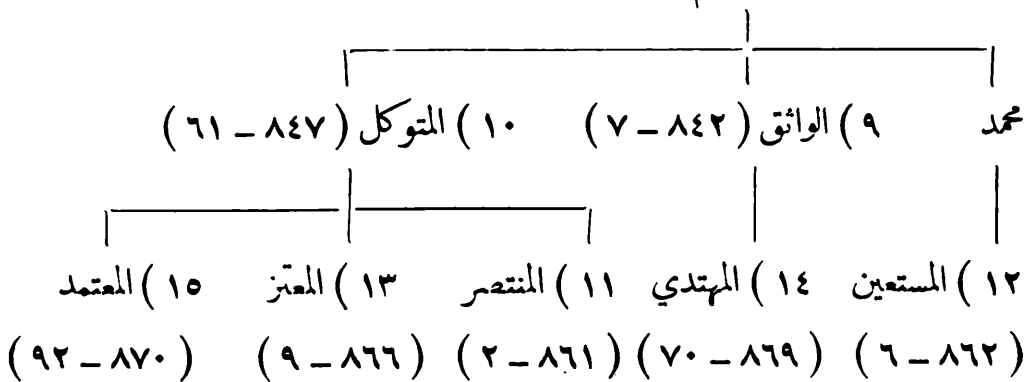 محمد ٩ ) الواثق ( ٨٤٢ – ٧ ) ١٠ ) المتوكل ( ٨٤٧ – ٦١ )
١٢ ) المستعين ١٤ ) المهتدي ١١ ) المنتصر ١٣ ) المعتز ١٥ ) المعتمد
( ٨٦٢ – ٦ ) ( ٨٦٩ – ٧٠ ) ( ٨٦١ – ٢ ) ( ٨٦٦ – ٩ ) ( ٨٧٠ – ٩٢ )